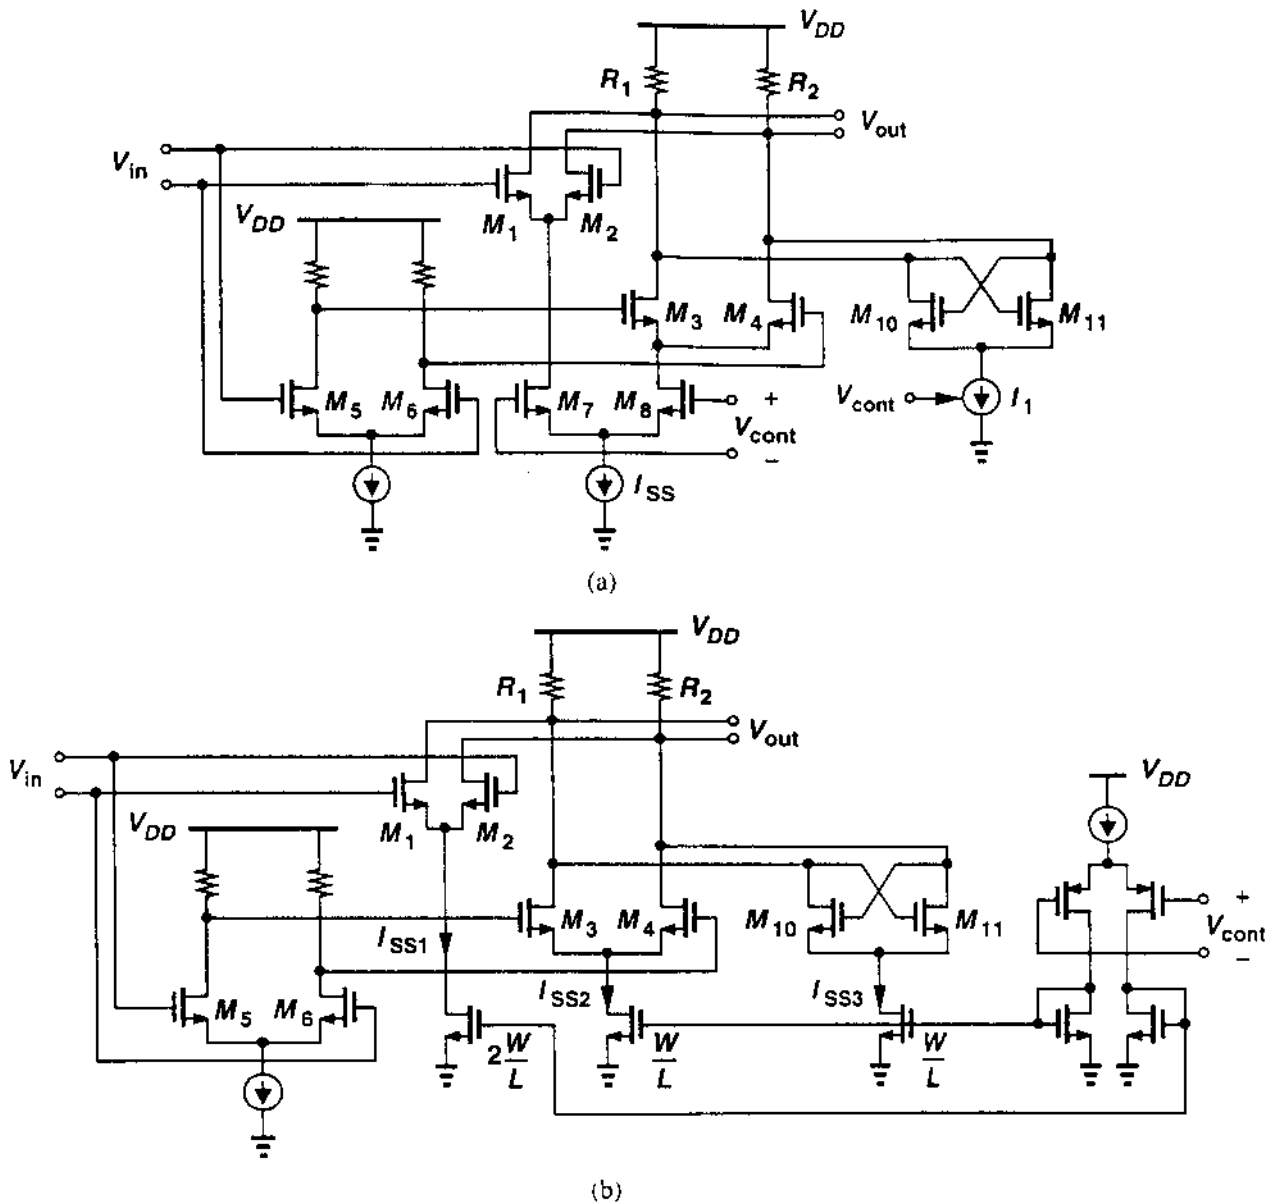 V_DD
R_1
R_2
V_out
V_in
M_1
M_2
V_DD
M_3
M_4
M_10
M_11
M_5
M_6
M_7
M_8
+
V_cont
−
V_cont
I_1
I_SS
(a)
V_DD
R_1
R_2
V_out
V_in
V_DD
M_1
M_2
V_DD
M_3
M_4
M_10
M_11
+
V_cont
−
I_SS1
I_SS2
I_SS3
M_5
M_6
2 W/L
W/L
W/L
(b)